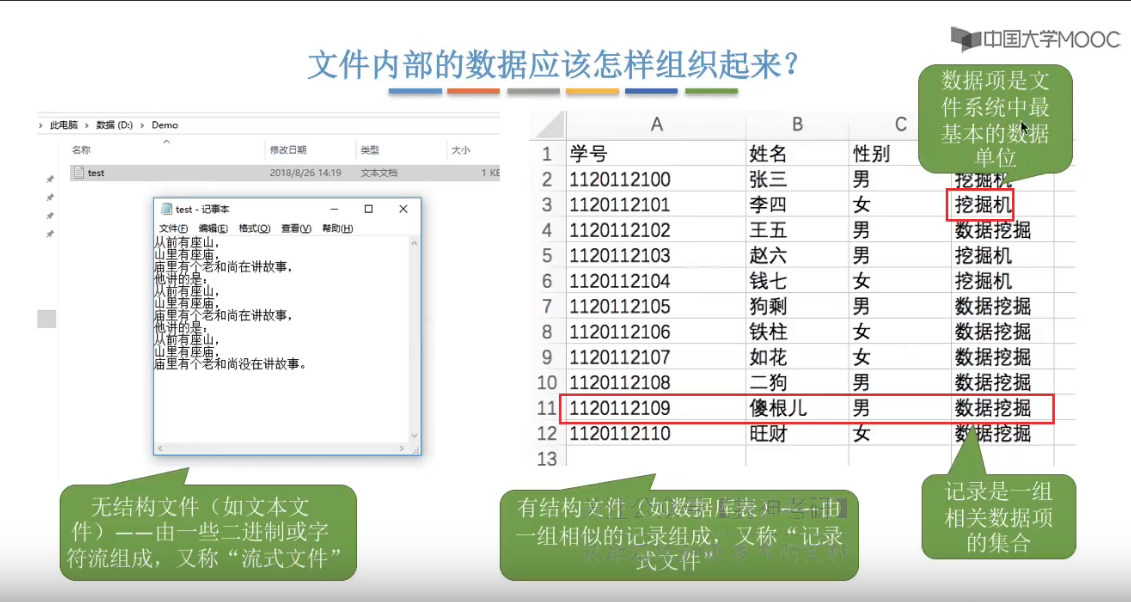 中国大学MOOC
文件内部的数据应该怎样组织起来?
数据项是文
件系统中最
基本的数据
单位
此电脑 › 数据 (D:) › Demo
名称 修改日期 类型 大小
test 2018/8/26 14:19 文本文档 1 KB
test - 记事本
文件(F) 编辑(E) 格式(O) 查看(V) 帮助(H)
从前有座山,
山里有座庙,
庙里有个老和尚在讲故事,
他讲的是:
从前有座山,
山里有座庙,
庙里有个老和尚在讲故事,
他讲的是:
从前有座山,
山里有座庙,
庙里有个老和尚没在讲故事。
A B C
1 学号 姓名 性别
2 1120112100 张三 男 挖掘机
3 1120112101 李四 女 挖掘机
4 1120112102 王五 男 数据挖掘
5 1120112103 赵六 男 挖掘机
6 1120112104 钱七 女 挖掘机
7 1120112105 狗剩 男 数据挖掘
8 1120112106 铁柱 女 数据挖掘
9 1120112107 如花 女 数据挖掘
10 1120112108 二狗 男 数据挖掘
11 1120112109 傻根儿 男 数据挖掘
12 1120112110 旺财 女 数据挖掘
13
无结构文件(如文本文
件)——由一些二进制或字
符流组成,又称“流式文件”
有结构文件(如数据库表)——由
一组相似的记录组成,又称“记录
式文件”
记录是一组
相关数据项
的集合